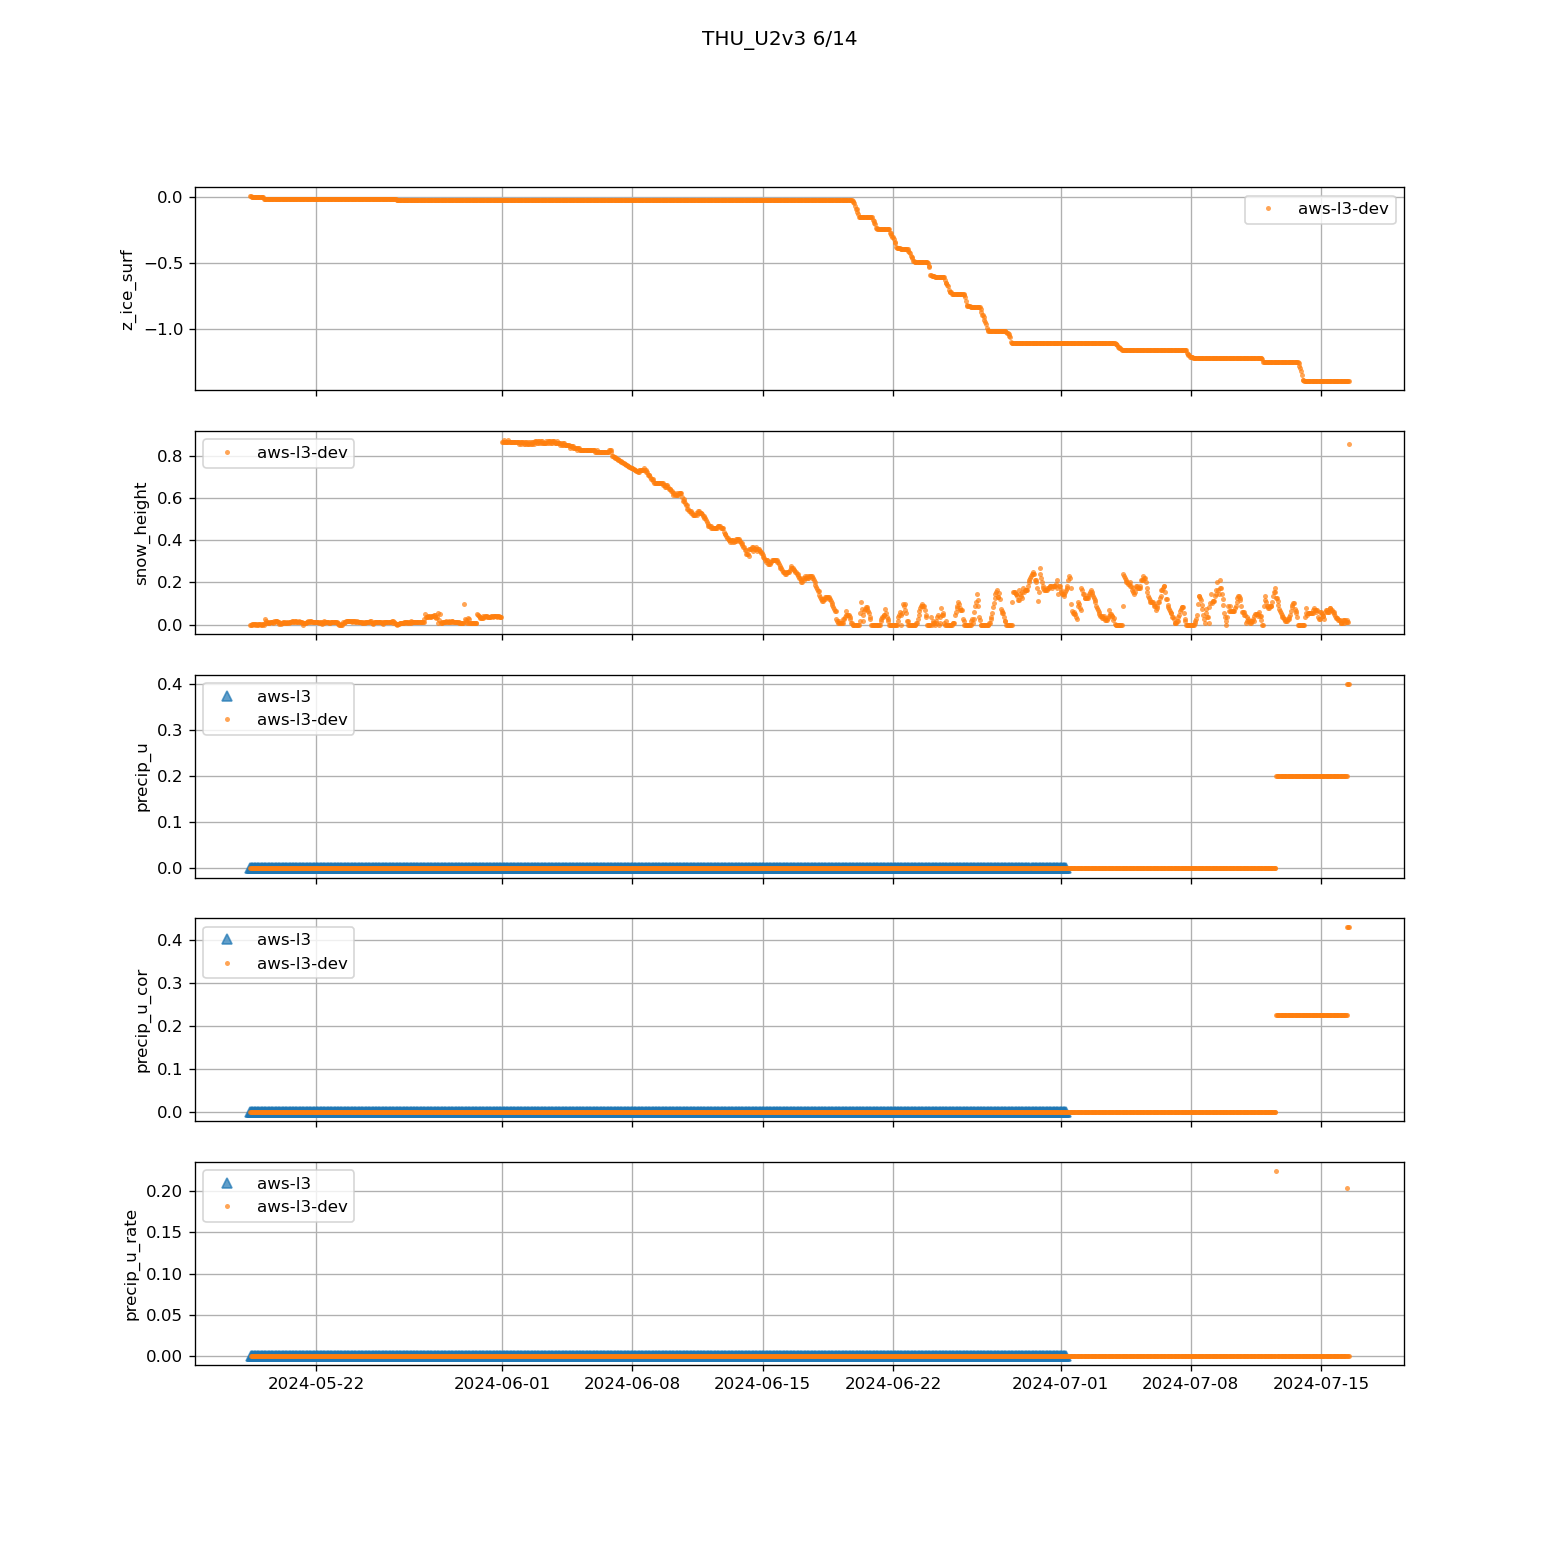 THU_U2v3 6/14
0.0
−0.5
−1.0
z_ice_surf
aws-l3-dev
0.8
0.6
0.4
0.2
0.0
snow_height
aws-l3-dev
0.4
0.3
0.2
0.1
0.0
precip_u
aws-l3
aws-l3-dev
0.4
0.3
0.2
0.1
0.0
precip_u_cor
aws-l3
aws-l3-dev
0.20
0.15
0.10
0.05
0.00
precip_u_rate
aws-l3
aws-l3-dev
2024-05-22 2024-06-01 2024-06-08 2024-06-15 2024-06-22 2024-07-01 2024-07-08 2024-07-15